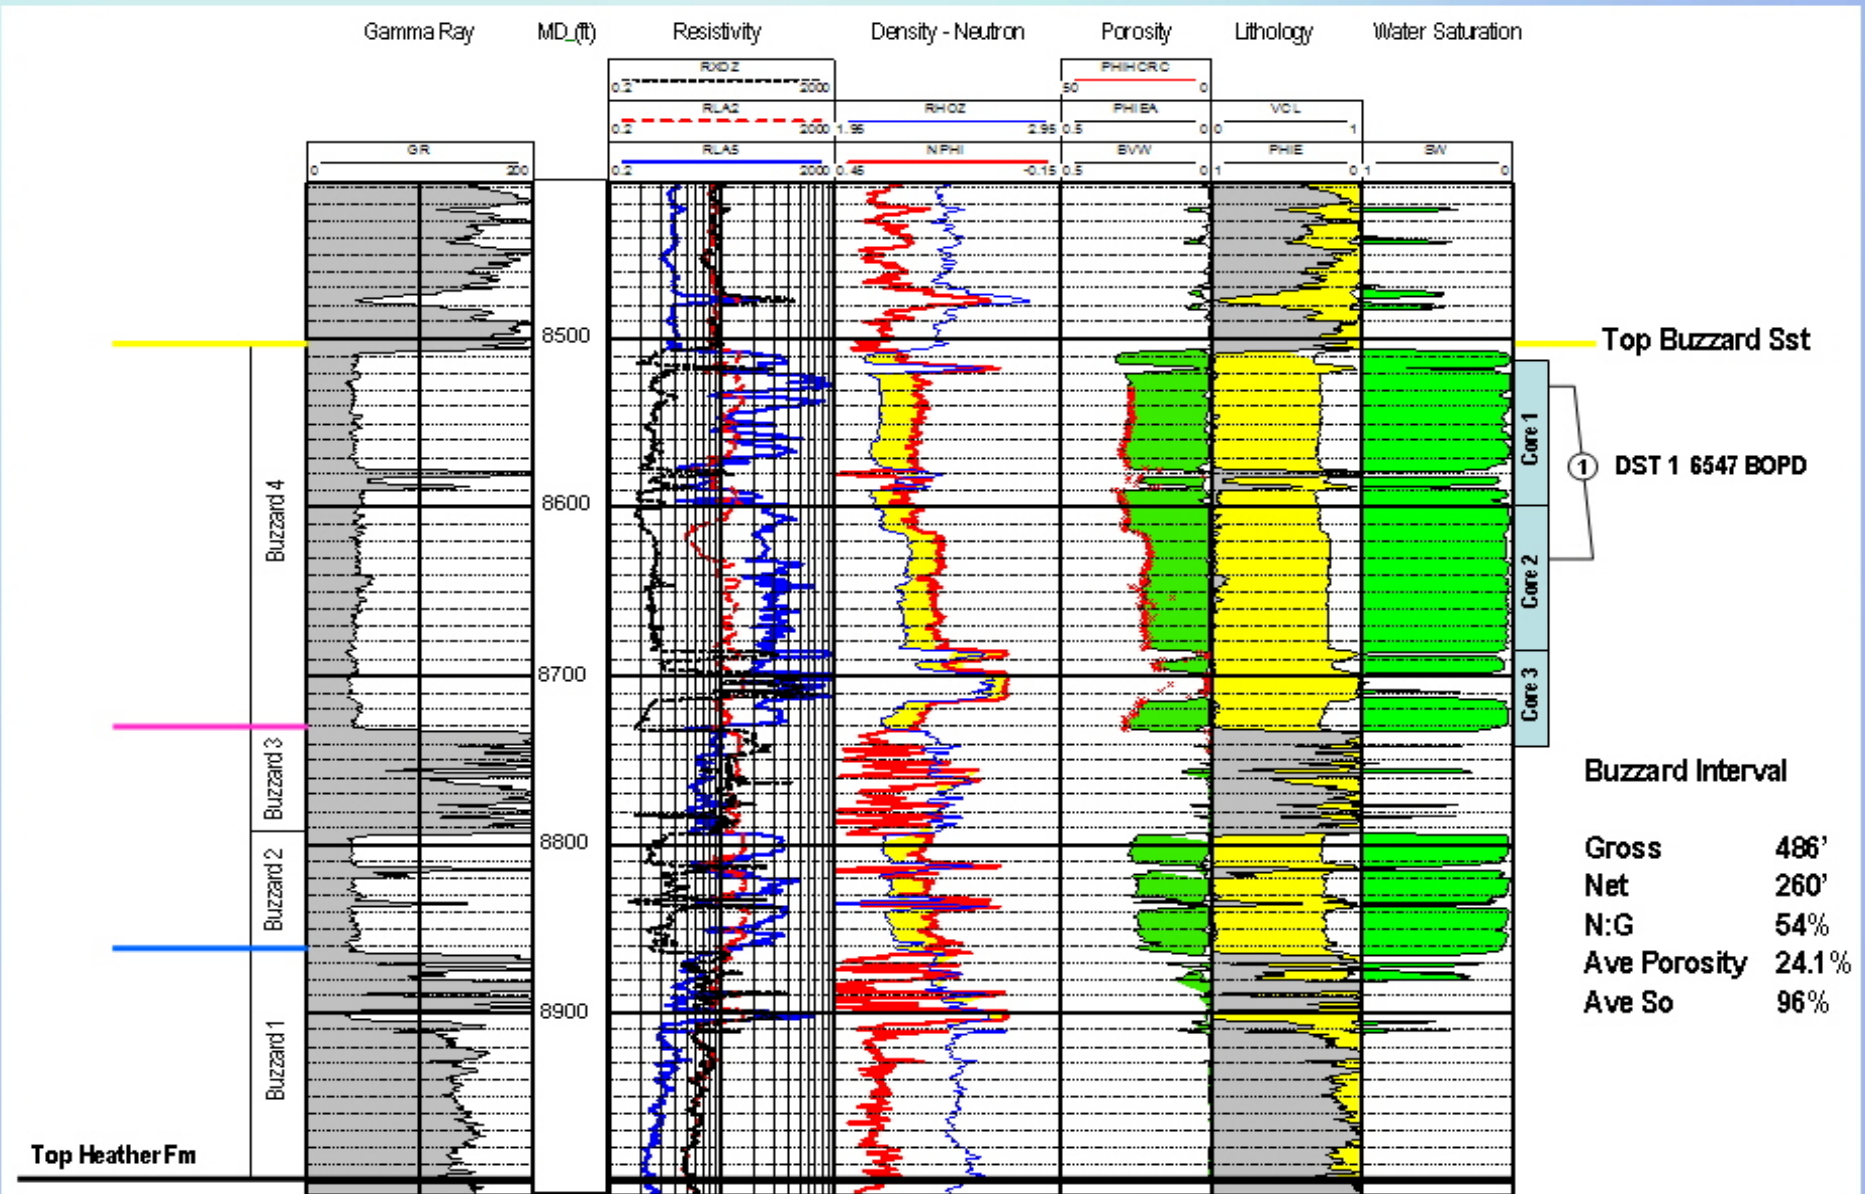 Gamma Ray MD_(ft) Resistivity Density - Neutron Porosity Lithology Water Saturation
RXOZ PHIHCRC
0.2 2000 50 0
RLA2 RHOZ PHIEA VCL
0.2 2000 1.95 2.95 0.5 0 0 1
GR RLA5 NPHI BVW PHIE SW
0 200 0.2 2000 0.45 -0.15 0.5 0 1 0 1 0
8500
Top Buzzard Sst
Core 1
DST 1 6547 BOPD
1
Buzzard 4
8600
Core 2
8700
Core 3
Buzzard 3
Buzzard Interval
8800
Gross 486'
Buzzard 2
Net 260'
N:G 54%
Ave Porosity 24.1%
Ave So 96%
8900
Buzzard 1
Top Heather Fm